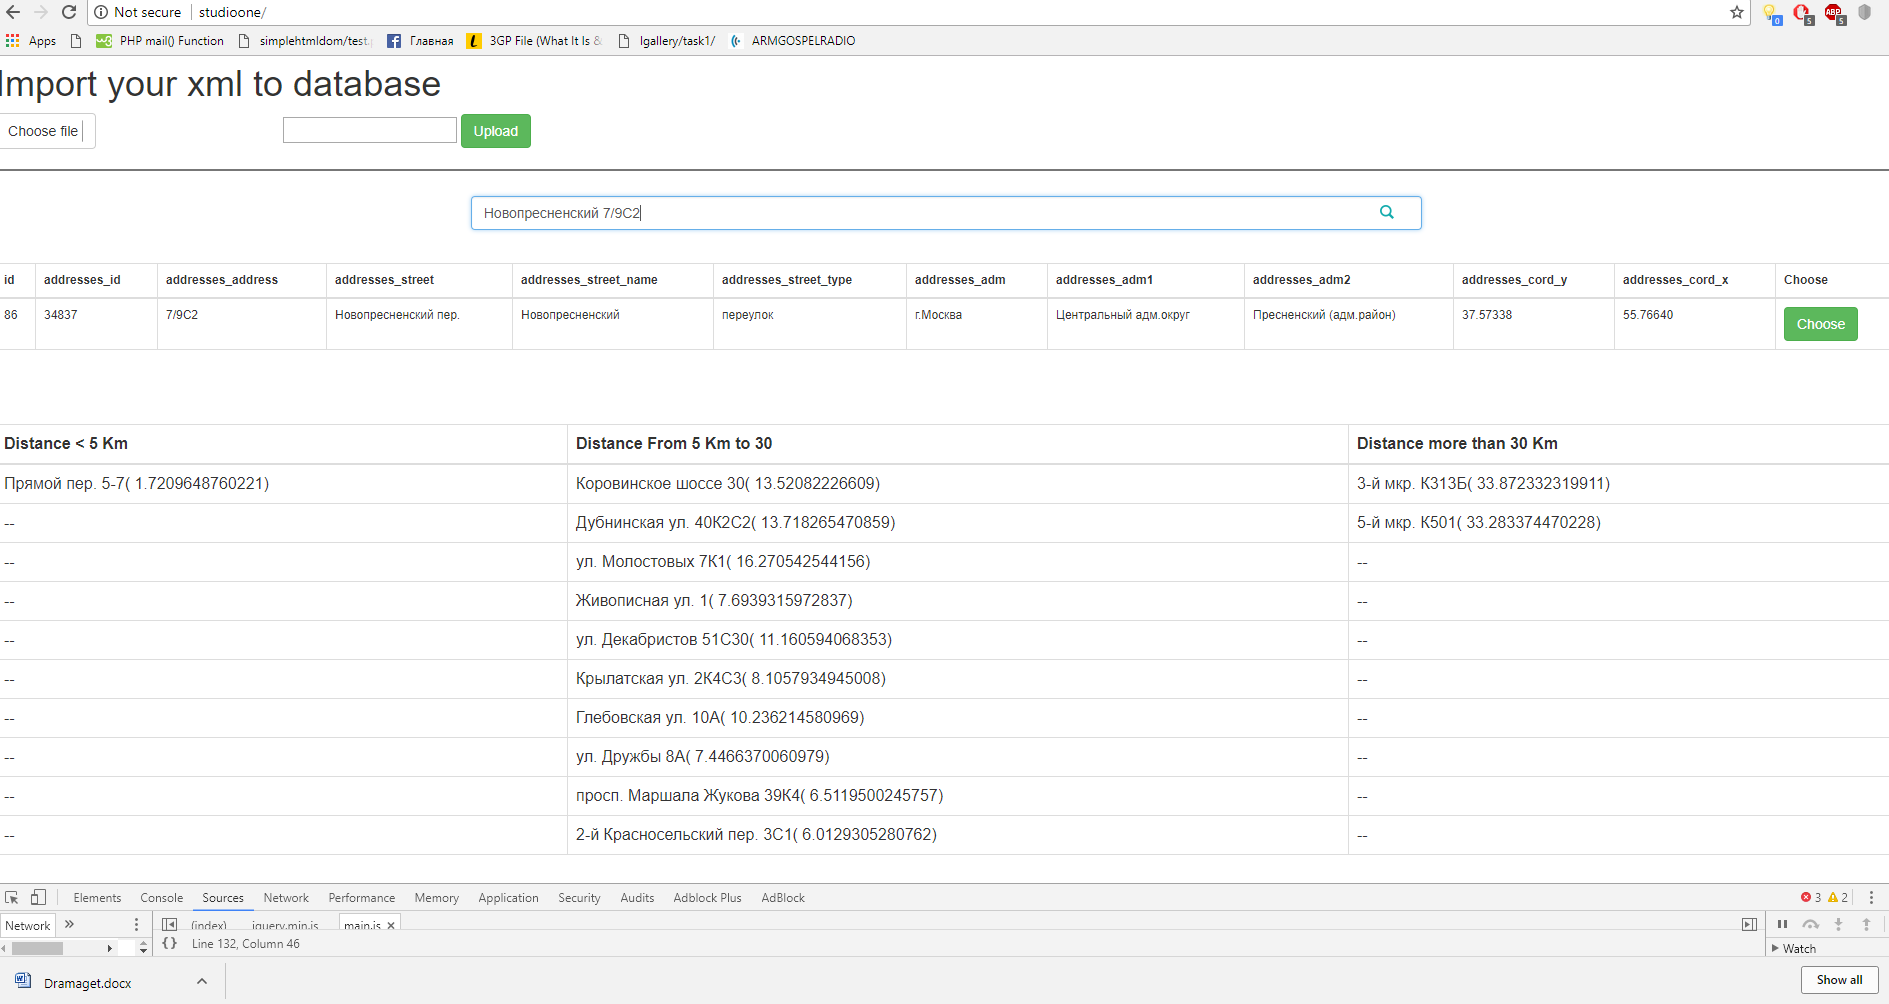 Not secure studioone/
Apps PHP mail() Function simplehtmldom/test. Главная 3GP File (What It Is & lgallery/task1/ ARMGOSPELRADIO
Import your xml to database
Choose file Upload
Новопресненский 7/9С2
id addresses_id addresses_address addresses_street addresses_street_name addresses_street_type addresses_adm addresses_adm1 addresses_adm2 addresses_cord_y addresses_cord_x Choose
86 34837 7/9С2 Новопресненский пер. Новопресненский переулок г.Москва Центральный адм.округ Пресненский (адм.район) 37.57338 55.76640 Choose
Distance < 5 Km Distance From 5 Km to 30 Distance more than 30 Km
Прямой пер. 5-7( 1.7209648760221) Коровинское шоссе 30( 13.52082226609) 3-й мкр. К313Б( 33.872332319911)
-- Дубнинская ул. 40К2С2( 13.718265470859) 5-й мкр. К501( 33.283374470228)
-- ул. Молостовых 7К1( 16.270542544156) --
-- Живописная ул. 1( 7.6939315972837) --
-- ул. Декабристов 51С30( 11.160594068353) --
-- Крылатская ул. 2К4С3( 8.1057934945008) --
-- Глебовская ул. 10А( 10.236214580969) --
-- ул. Дружбы 8А( 7.4466370060979) --
-- просп. Маршала Жукова 39К4( 6.5119500245757) --
-- 2-й Красносельский пер. 3С1( 6.0129305280762) --
Elements Console Sources Network Performance Memory Application Security Audits Adblock Plus AdBlock 3 2
Network » (index) jquery.min.js main.js ×
{} Line 132, Column 46
Watch
Dramaget.docx Show all